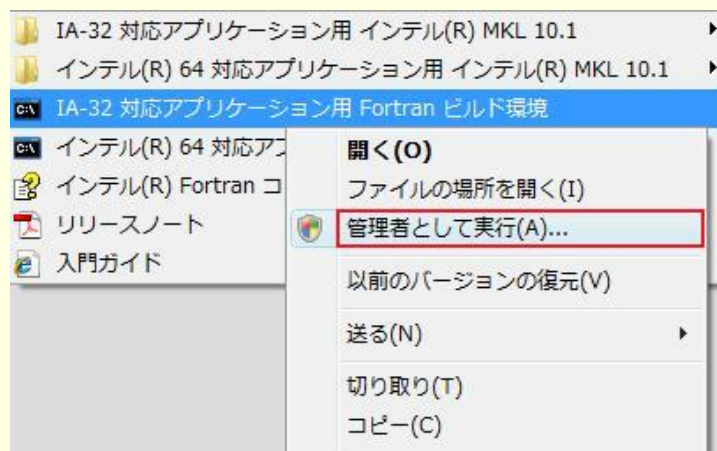 IA-32 対応アプリケーション用 インテル(R) MKL 10.1
インテル(R) 64 対応アプリケーション用 インテル(R) MKL 10.1
IA-32 対応アプリケーション用 Fortran ビルド環境
インテル(R) 64 対応アプ
インテル(R) Fortran コ
リリースノート
入門ガイド
開く(O)
ファイルの場所を開く(I)
管理者として実行(A)...
以前のバージョンの復元(V)
送る(N)
切り取り(T)
コピー(C)